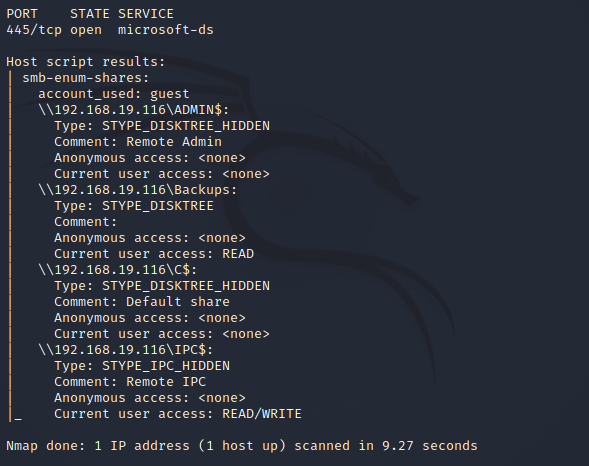 PORT    STATE SERVICE
445/tcp open  microsoft-ds

Host script results:
| smb-enum-shares:
|   account_used: guest
|   \\192.168.19.116\ADMIN$:
|     Type: STYPE_DISKTREE_HIDDEN
|     Comment: Remote Admin
|     Anonymous access: <none>
|     Current user access: <none>
|   \\192.168.19.116\Backups:
|     Type: STYPE_DISKTREE
|     Comment:
|     Anonymous access: <none>
|     Current user access: READ
|   \\192.168.19.116\C$:
|     Type: STYPE_DISKTREE_HIDDEN
|     Comment: Default share
|     Anonymous access: <none>
|     Current user access: <none>
|   \\192.168.19.116\IPC$:
|     Type: STYPE_IPC_HIDDEN
|     Comment: Remote IPC
|     Anonymous access: <none>
|_    Current user access: READ/WRITE

Nmap done: 1 IP address (1 host up) scanned in 9.27 seconds